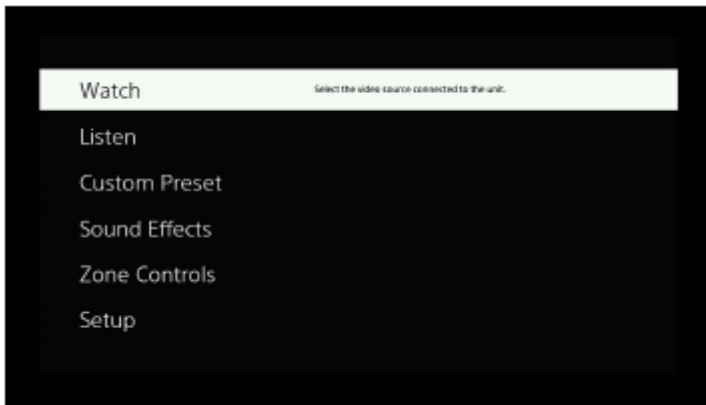 Watch Select the video source connected to the unit.
Listen
Custom Preset
Sound Effects
Zone Controls
Setup